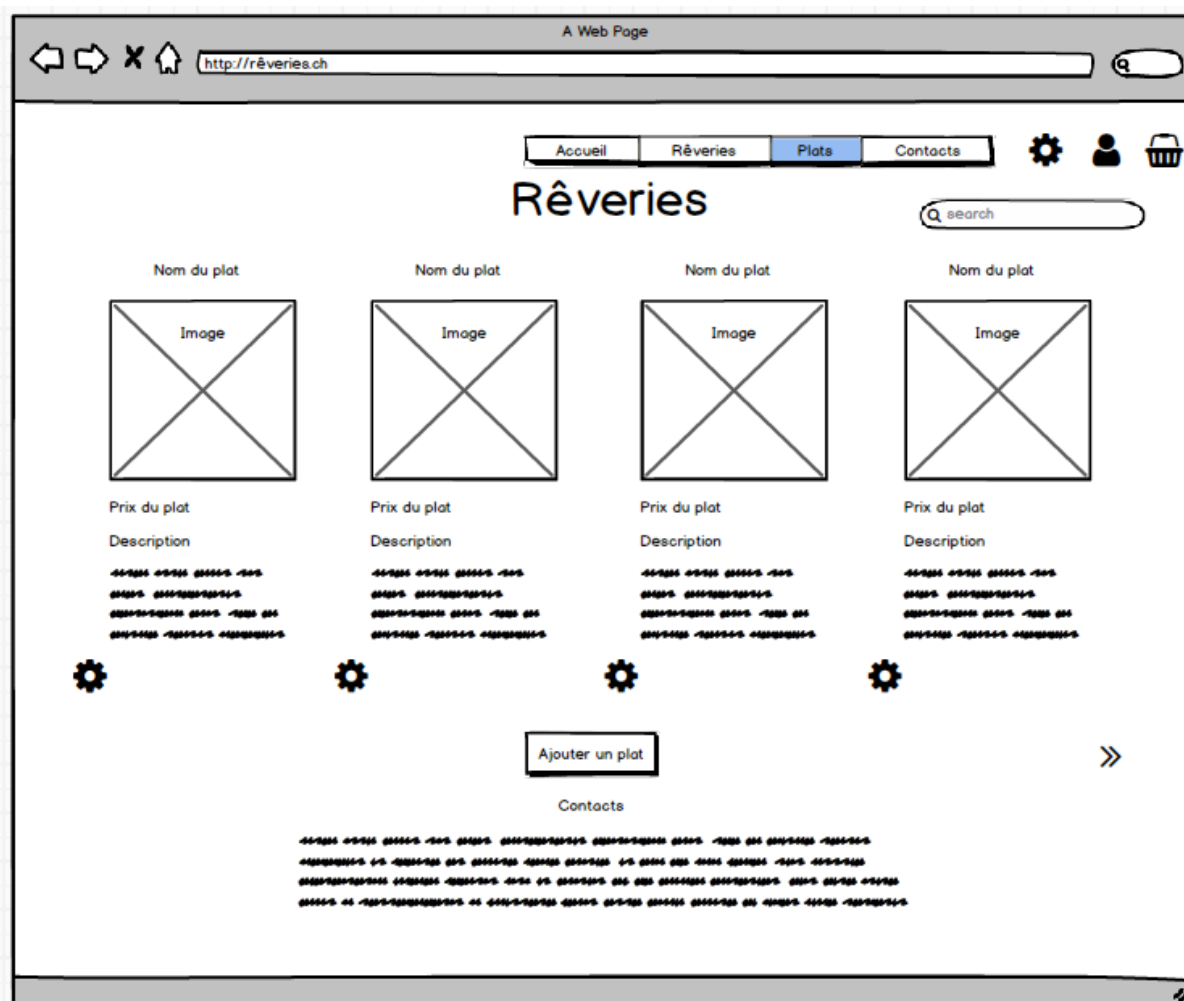 A Web Page
http://rêveries.ch
Accueil Rêveries Plats Contacts
Rêveries
search
Nom du plat Nom du plat Nom du plat Nom du plat
Image Image Image Image
Prix du plat Prix du plat Prix du plat Prix du plat
Description Description Description Description
Ajouter un plat
Contacts